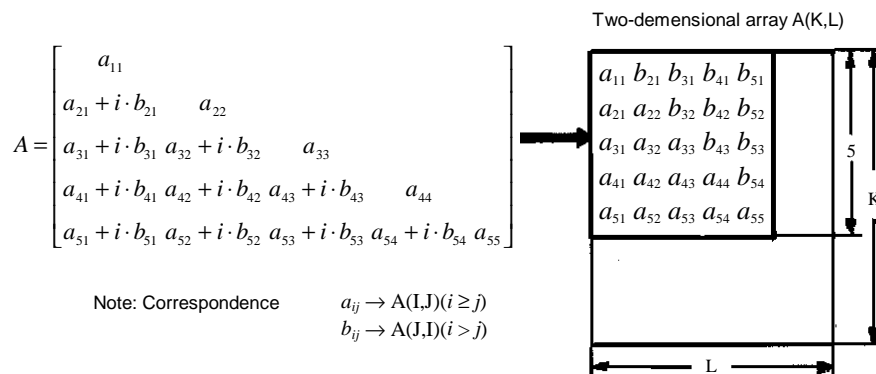 Two-demensional array A(K,L)
a₁₁
a₂₁ + i · b₂₁ a₂₂
A = a₃₁ + i · b₃₁ a₃₂ + i · b₃₂ a₃₃
a₄₁ + i · b₄₁ a₄₂ + i · b₄₂ a₄₃ + i · b₄₃ a₄₄
a₅₁ + i · b₅₁ a₅₂ + i · b₅₂ a₅₃ + i · b₅₃ a₅₄ + i · b₅₄ a₅₅
a₁₁ b₂₁ b₃₁ b₄₁ b₅₁
a₂₁ a₂₂ b₃₂ b₄₂ b₅₂
a₃₁ a₃₂ a₃₃ b₄₃ b₅₃
a₄₁ a₄₂ a₄₃ a₄₄ b₅₄
a₅₁ a₅₂ a₅₃ a₅₄ a₅₅
5
K
L
Note: Correspondence aᵢⱼ → A(I,J)(i ≥ j)
bᵢⱼ → A(J,I)(i > j)